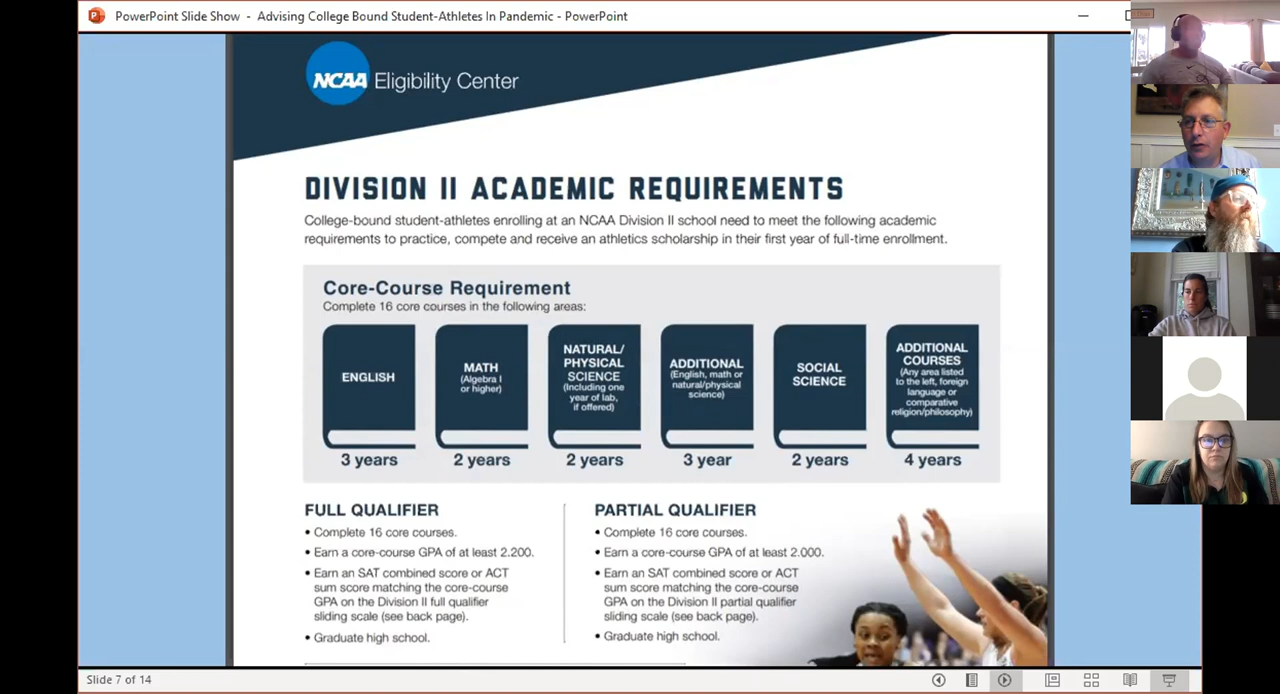 PowerPoint Slide Show - Advising College Bound Student-Athletes In Pandemic - PowerPoint
NCAA Eligibility Center
DIVISION II ACADEMIC REQUIREMENTS
College-bound student-athletes enrolling at an NCAA Division II school need to meet the following academic
requirements to practice, compete and receive an athletics scholarship in their first year of full-time enrollment.
Core-Course Requirement
Complete 16 core courses in the following areas:
ENGLISH
3 years
MATH
(Algebra I
or higher)
2 years
NATURAL/
PHYSICAL
SCIENCE
(Including one
year of lab,
if offered)
2 years
ADDITIONAL
(English, math or
natural/physical
science)
3 year
SOCIAL
SCIENCE
2 years
ADDITIONAL
COURSES
(Any area listed
to the left, foreign
language or
comparative
religion/philosophy)
4 years
FULL QUALIFIER
• Complete 16 core courses.
• Earn a core-course GPA of at least 2.200.
• Earn an SAT combined score or ACT
sum score matching the core-course
GPA on the Division II full qualifier
sliding scale (see back page).
• Graduate high school.
PARTIAL QUALIFIER
• Complete 16 core courses.
• Earn a core-course GPA of at least 2.000.
• Earn an SAT combined score or ACT
sum score matching the core-course
GPA on the Division II partial qualifier
sliding scale (see back page).
• Graduate high school.
Slide 7 of 14